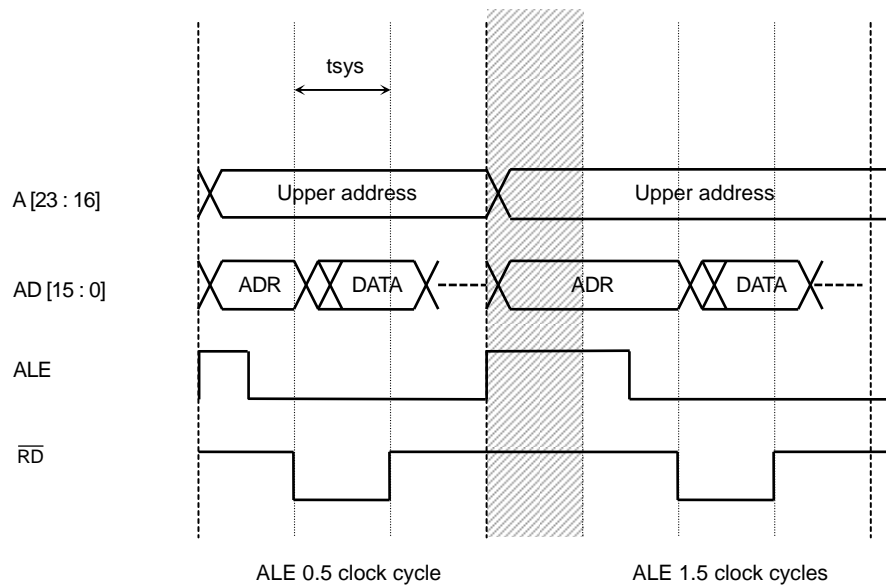 tsys
A [23 : 16]
Upper address
Upper address
AD [15 : 0]
ADR
DATA
ADR
DATA
ALE
RD
ALE 0.5 clock cycle
ALE 1.5 clock cycles